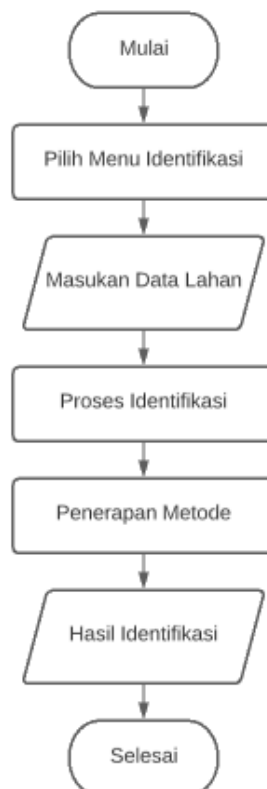 Mulai
Pilih Menu Identifikasi
Masukan Data Lahan
Proses Identifikasi
Penerapan Metode
Hasil Identifikasi
Selesai